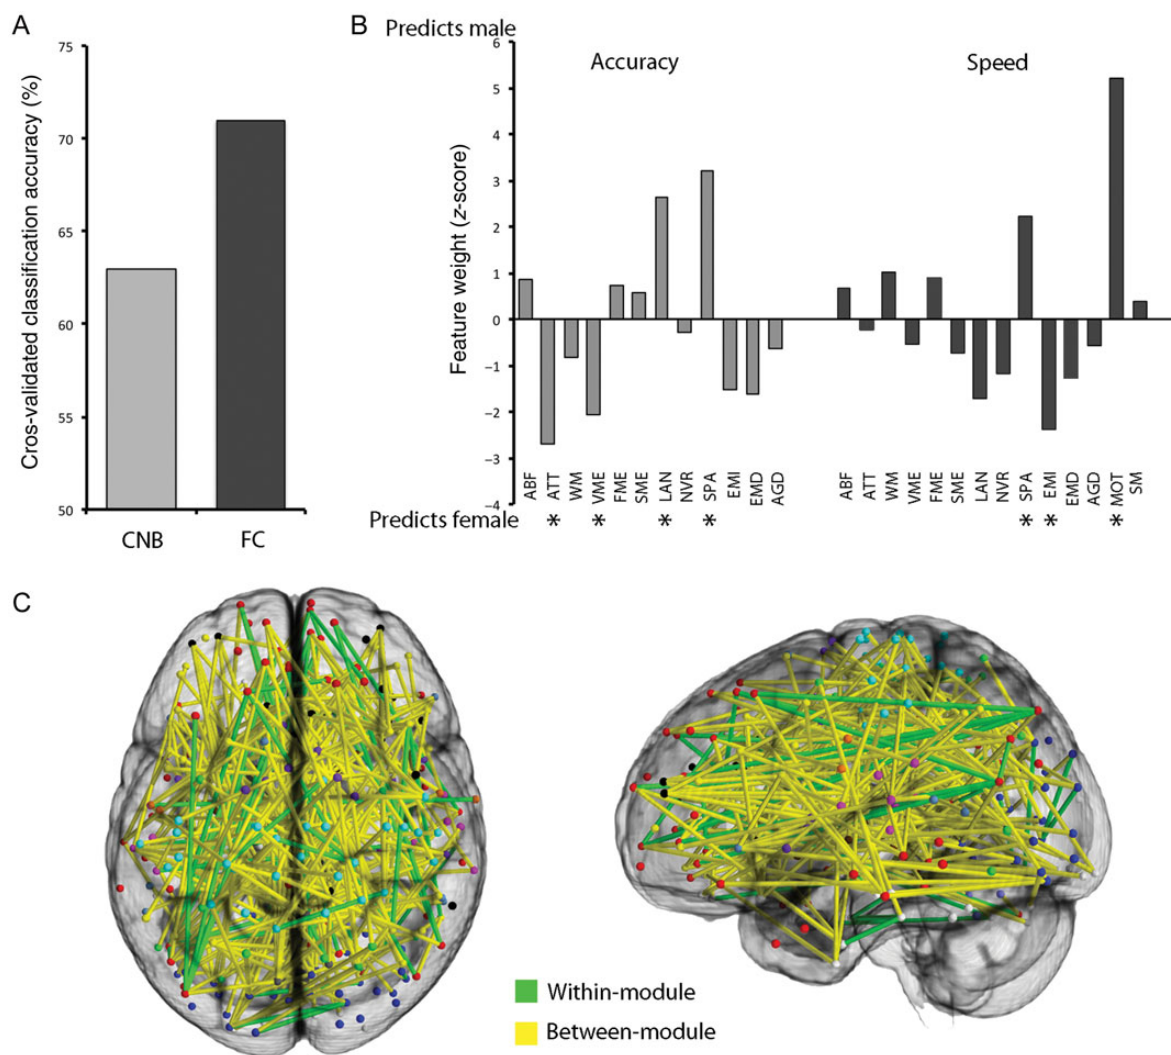 A
Cros-validated classification accuracy (%)
75
70
65
60
55
50
CNB
FC
B
Predicts male
Feature weight (z-score)
6
5
4
3
2
1
0
−1
−2
−3
−4
Accuracy
Speed
ABF
ATT
WM
VME
FME
SME
LAN
NVR
SPA
EMI
EMD
AGD
ABF
ATT
WM
VME
FME
SME
LAN
NVR
SPA
EMI
EMD
AGD
MOT
SM
Predicts female * * * * * * *
C
Within-module
Between-module